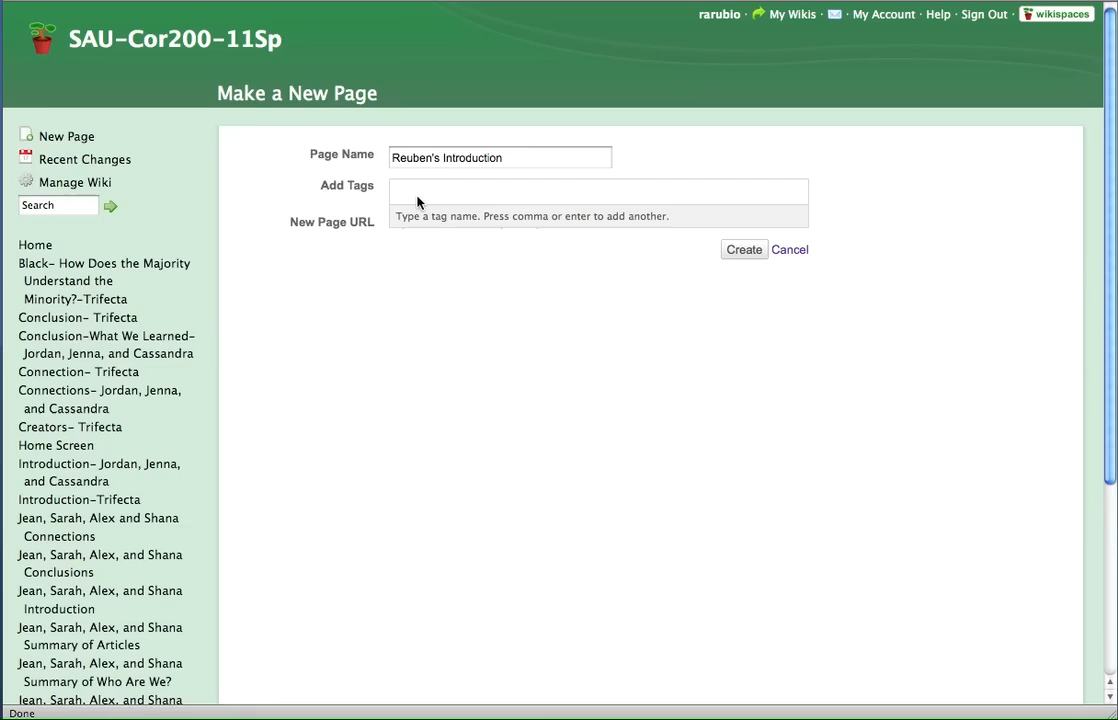 rarubio · My Wikis · · My Account · Help · Sign Out · wikispaces
SAU-Cor200-11Sp
Make a New Page
New Page
Recent Changes
Manage Wiki
Search
Home
Black- How Does the Majority
Understand the
Minority?-Trifecta
Conclusion- Trifecta
Conclusion-What We Learned-
Jordan, Jenna, and Cassandra
Connection- Trifecta
Connections- Jordan, Jenna,
and Cassandra
Creators- Trifecta
Home Screen
Introduction- Jordan, Jenna,
and Cassandra
Introduction-Trifecta
Jean, Sarah, Alex and Shana
Connections
Jean, Sarah, Alex, and Shana
Conclusions
Jean, Sarah, Alex, and Shana
Introduction
Jean, Sarah, Alex, and Shana
Summary of Articles
Jean, Sarah, Alex, and Shana
Summary of Who Are We?
Jean, Sarah, Alex, and Shana
Page Name
Reuben's Introduction
Add Tags
Type a tag name. Press comma or enter to add another.
New Page URL
Create Cancel
Done